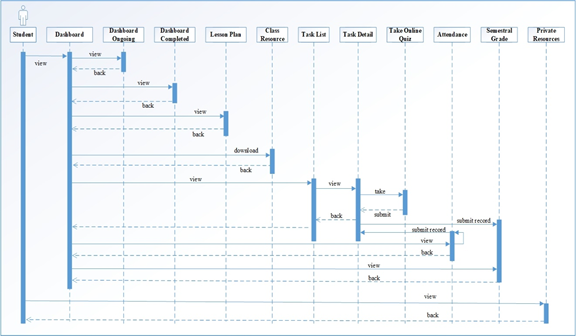 Student
Dashboard
Dashboard
Ongoing
Dashboard
Completed
Lesson Plan
Class
Resource
Task List
Task Detail
Take Online
Quiz
Attendance
Semestral
Grade
Private
Resources
view
view
back
view
back
view
back
download
back
view
view
take
submit
back
submit record
submit record
view
back
view
back
view
back